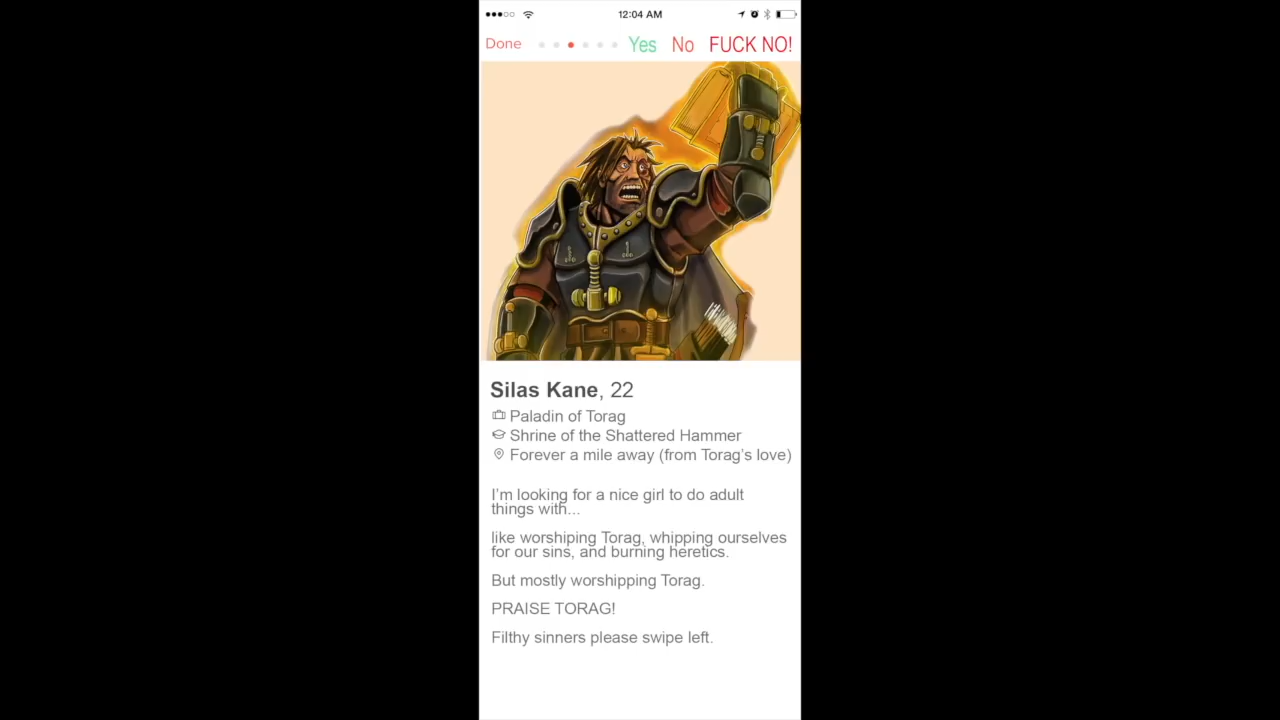 12:04 AM
Done Yes No FUCK NO!
Silas Kane, 22
Paladin of Torag
Shrine of the Shattered Hammer
Forever a mile away (from Torag's love)
I'm looking for a nice girl to do adult
things with...
like worshiping Torag, whipping ourselves
for our sins, and burning heretics.
But mostly worshipping Torag.
PRAISE TORAG!
Filthy sinners please swipe left.